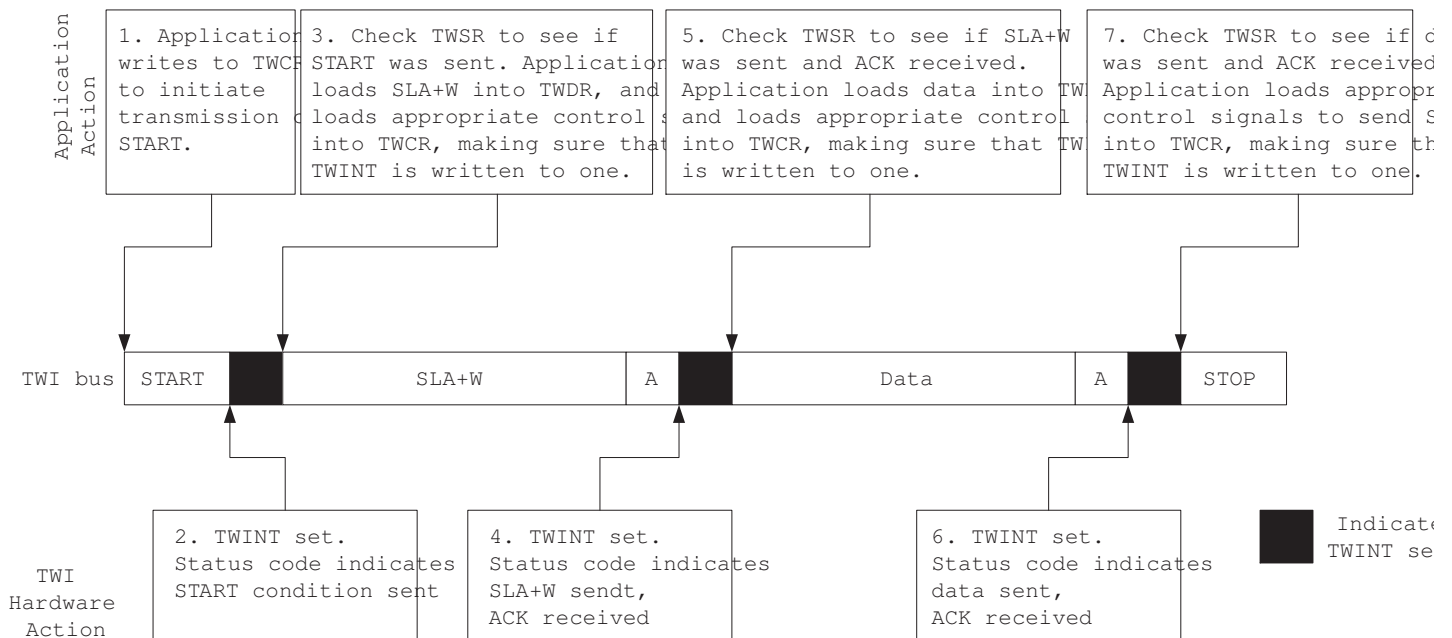 Application
Action
1. Application
writes to TWCR
to initiate
transmission
START.
3. Check TWSR to see if
START was sent. Application
loads SLA+W into TWDR, and
loads appropriate control
into TWCR, making sure that
TWINT is written to one.
5. Check TWSR to see if SLA+W
was sent and ACK received.
Application loads data into
and loads appropriate control
into TWCR, making sure that
is written to one.
7. Check TWSR to see if
was sent and ACK received
Application loads
control signals to send
into TWCR, making sure
TWINT is written to one.
TWI bus
START
SLA+W
A
Data
A
STOP
2. TWINT set.
Status code indicates
START condition sent
4. TWINT set.
Status code indicates
SLA+W sendt,
ACK received
6. TWINT set.
Status code indicates
data sent,
ACK received
Indicate
TWINT se
TWI
Hardware
Action